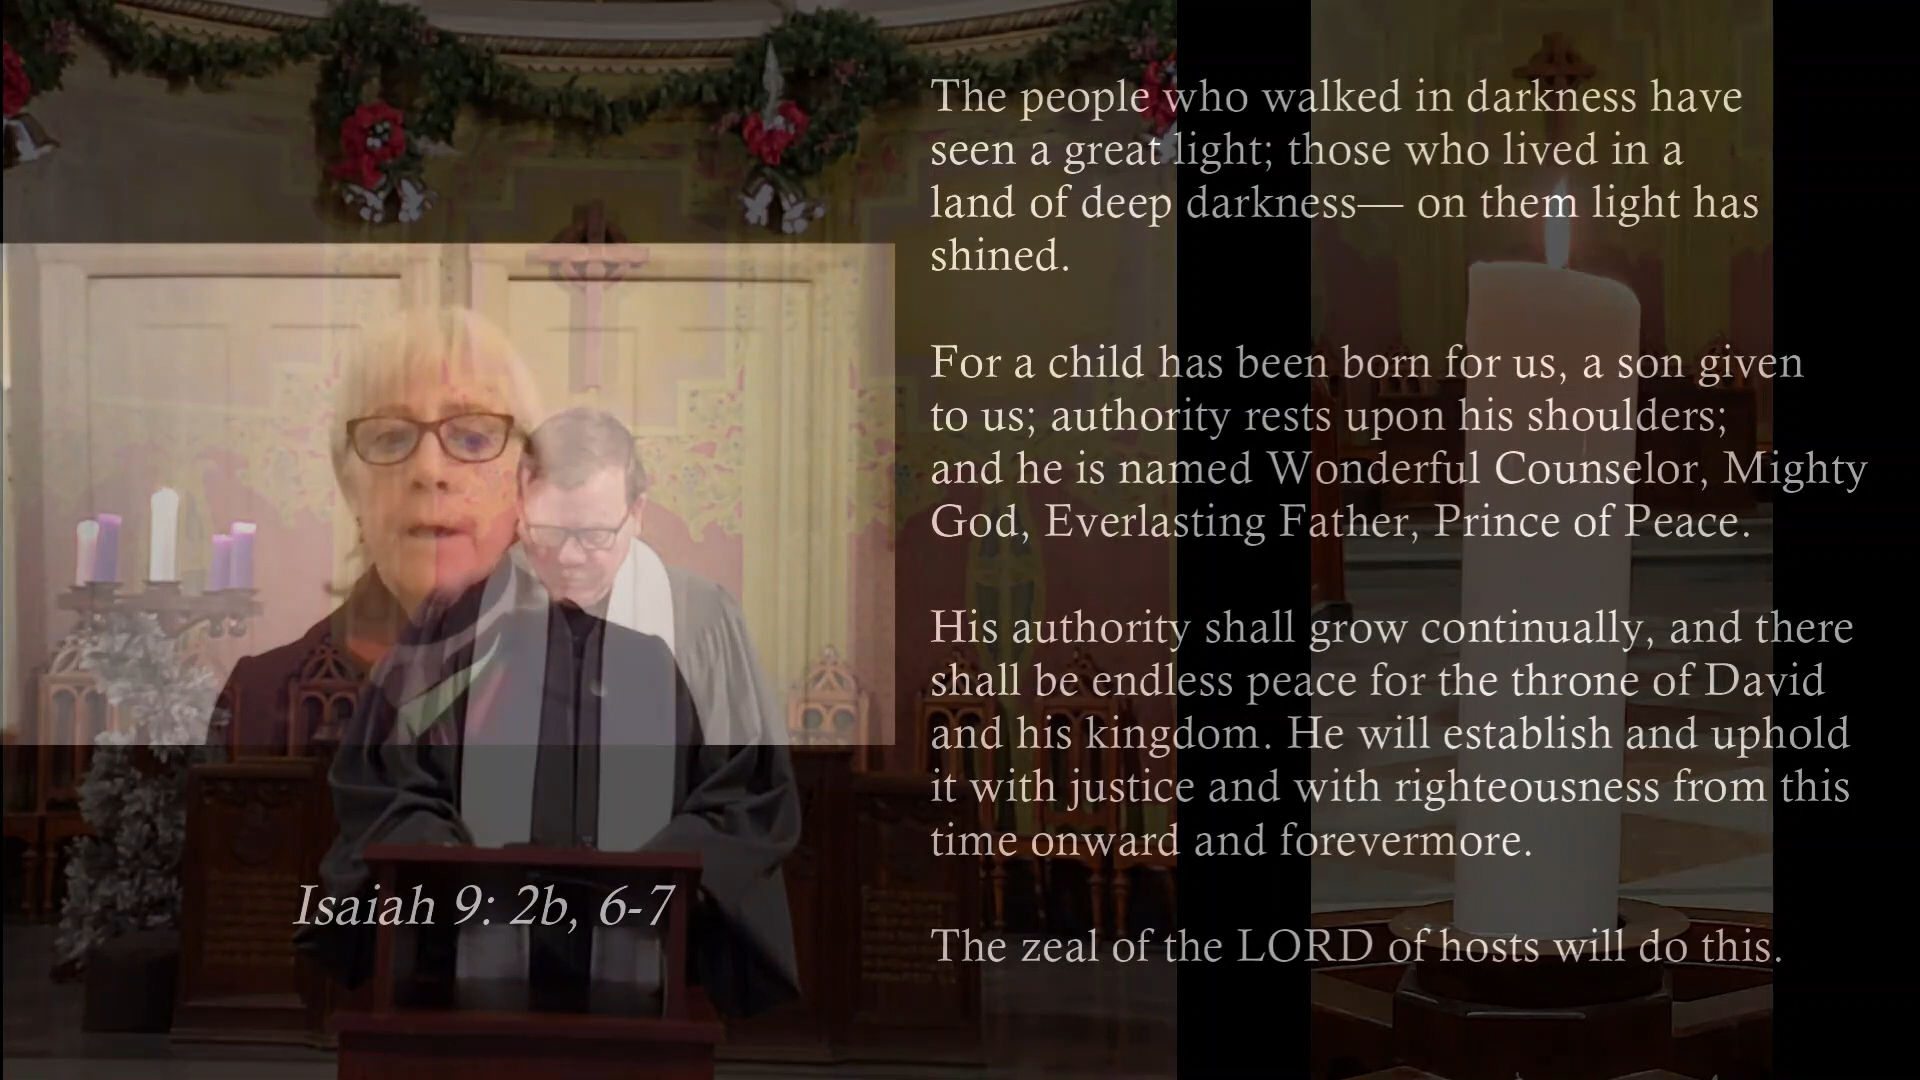 The people who walked in darkness have
seen a great light; those who lived in a
land of deep darkness— on them light has
shined.
For a child has been born for us, a son given
to us; authority rests upon his shoulders;
and he is named Wonderful Counselor, Mighty
God, Everlasting Father, Prince of Peace.
His authority shall grow continually, and there
shall be endless peace for the throne of David
and his kingdom. He will establish and uphold
it with justice and with righteousness from this
time onward and forevermore.
The zeal of the LORD of hosts will do this.
Isaiah 9: 2b, 6-7